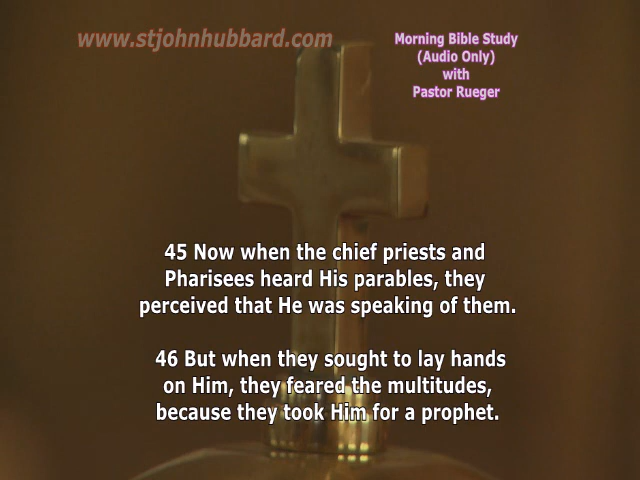 www.stjohnhubbard.com
Morning Bible Study
(Audio Only)
with
Pastor Rueger
45 Now when the chief priests and
Pharisees heard His parables, they
perceived that He was speaking of them.
46 But when they sought to lay hands
on Him, they feared the multitudes,
because they took Him for a prophet.